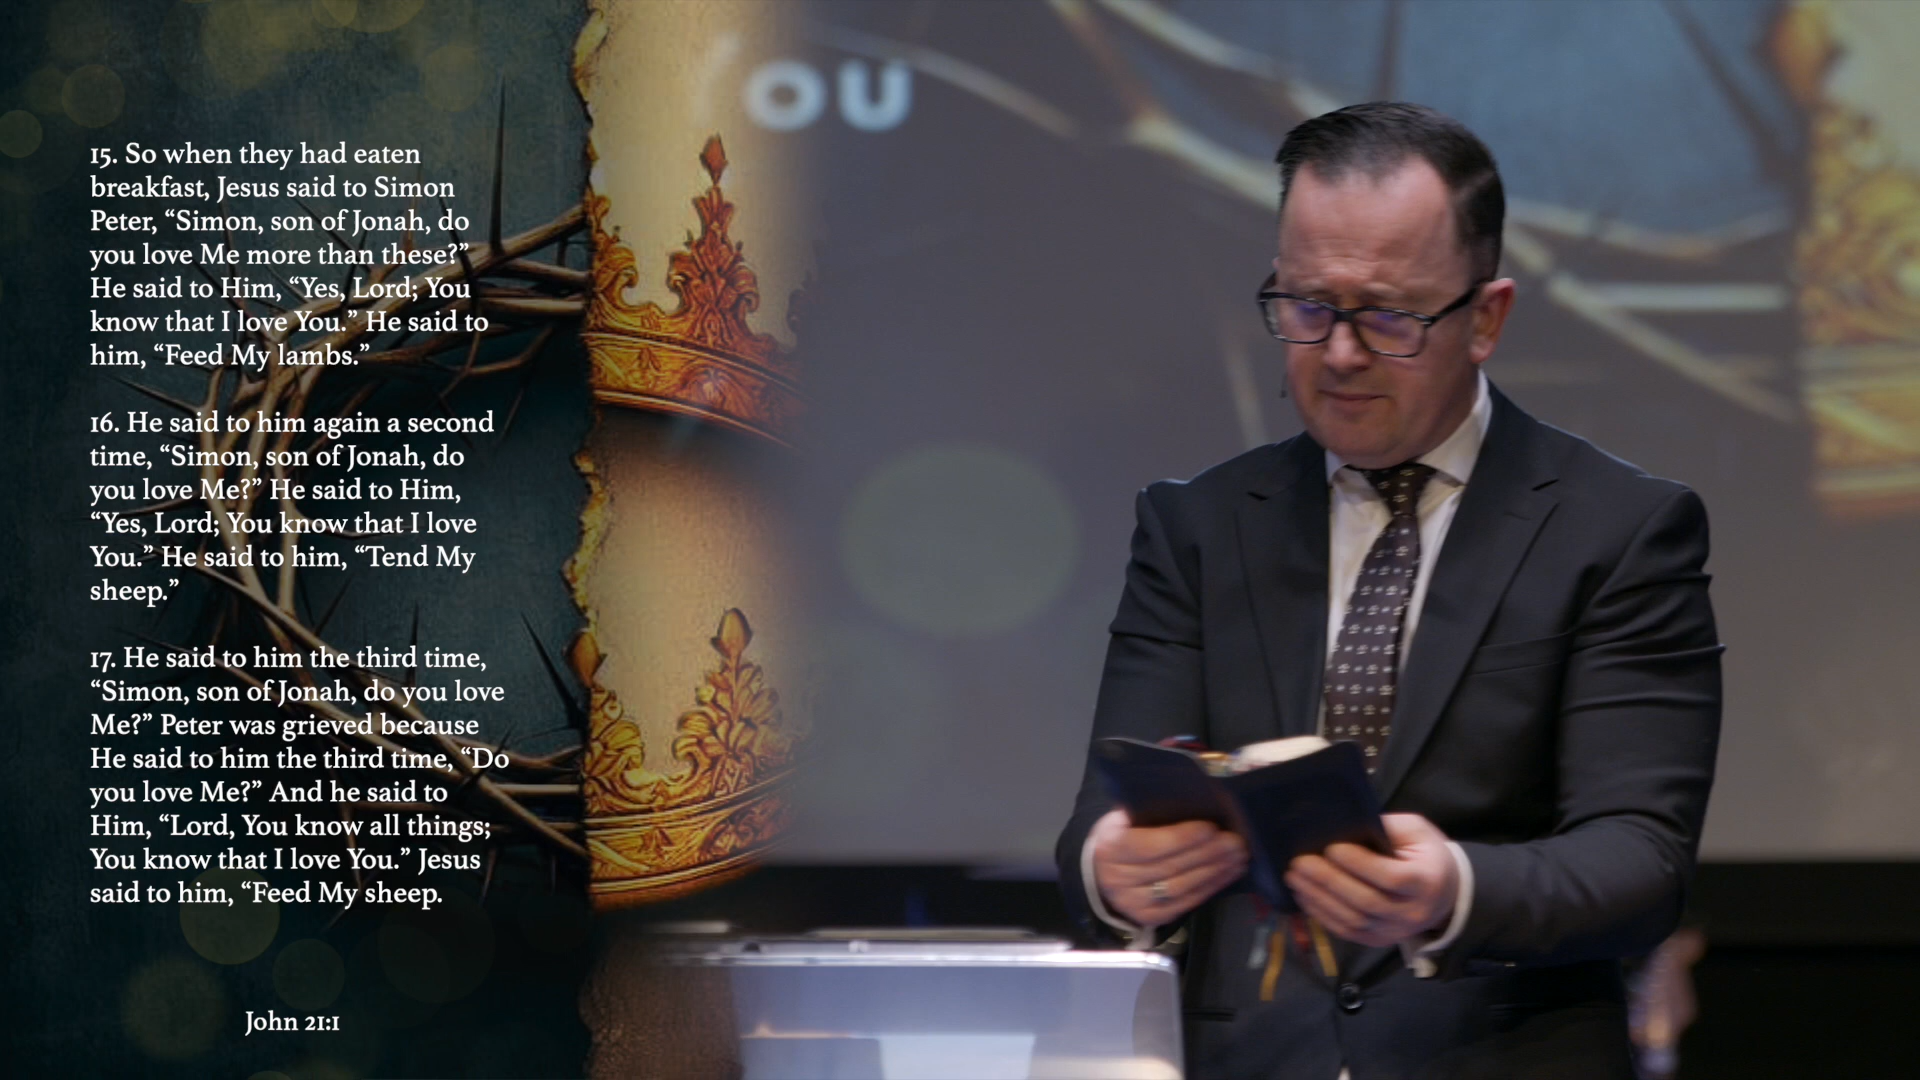 15. So when they had eaten
breakfast, Jesus said to Simon
Peter, “Simon, son of Jonah, do
you love Me more than these?”
He said to Him, “Yes, Lord; You
know that I love You.” He said to
him, “Feed My lambs.”
16. He said to him again a second
time, “Simon, son of Jonah, do
you love Me?” He said to Him,
“Yes, Lord; You know that I love
You.” He said to him, “Tend My
sheep.”
17. He said to him the third time,
“Simon, son of Jonah, do you love
Me?” Peter was grieved because
He said to him the third time, “Do
you love Me?” And he said to
Him, “Lord, You know all things;
You know that I love You.” Jesus
said to him, “Feed My sheep.
John 21:1
OU